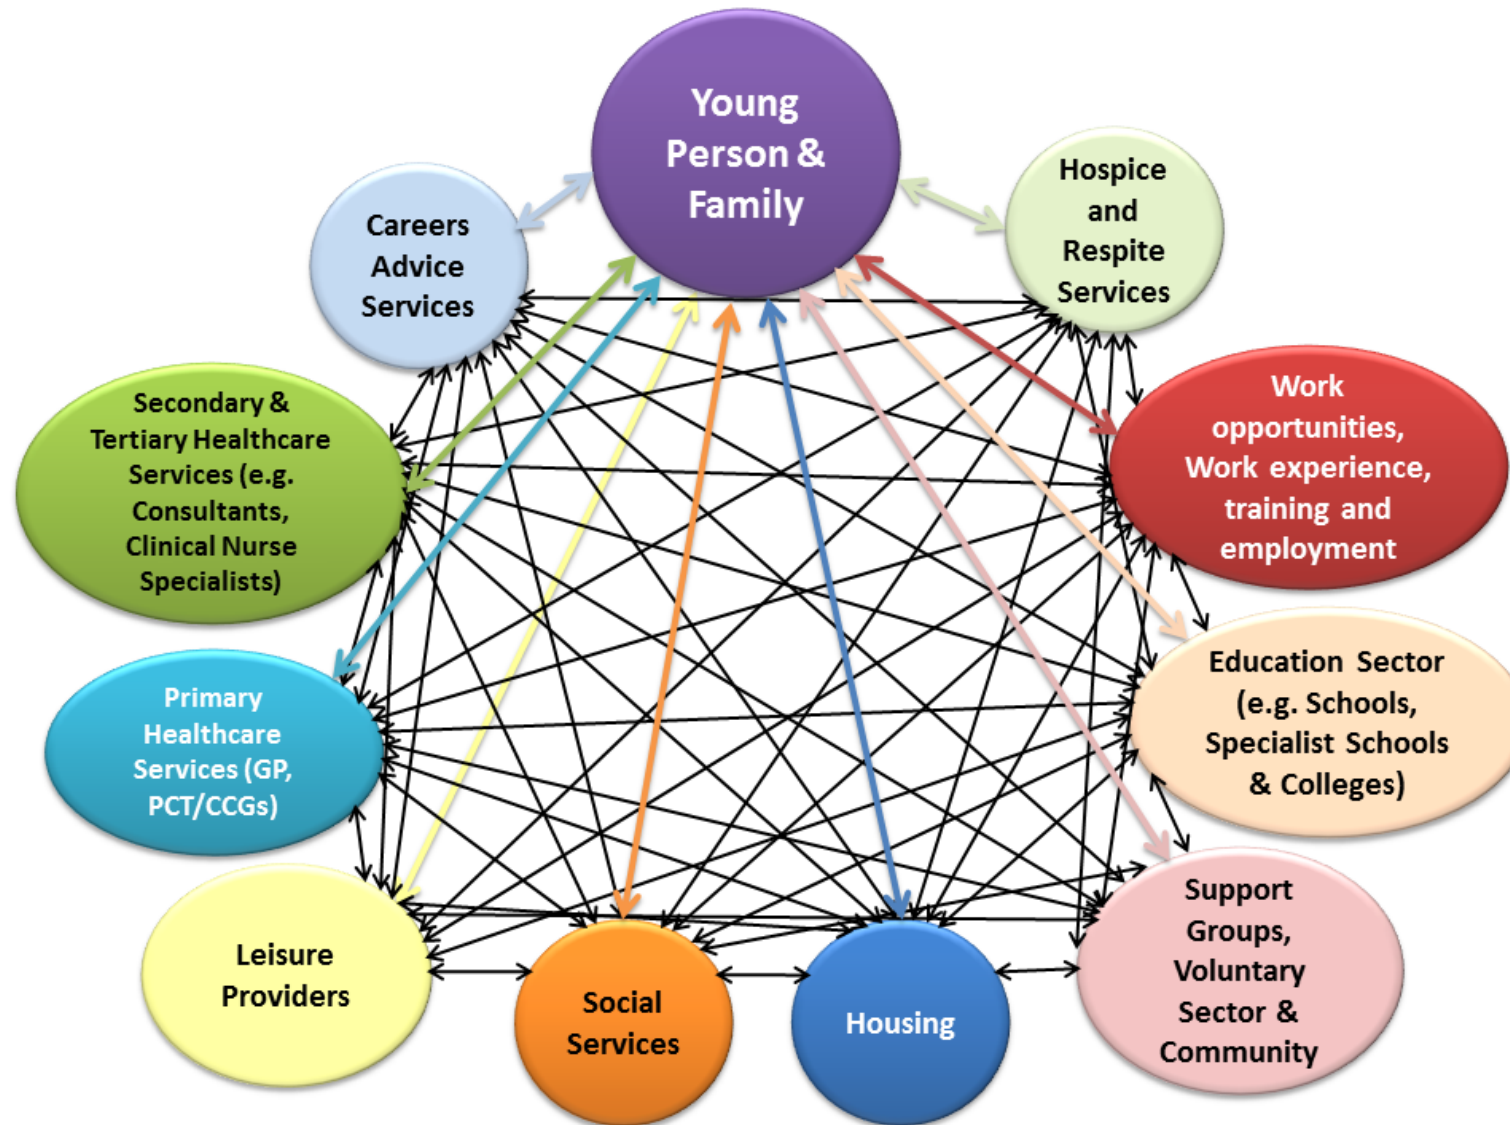 Young
Person &
Family
Careers
Advice
Services
Hospice
and
Respite
Services
Secondary &
Tertiary Healthcare
Services (e.g.
Consultants,
Clinical Nurse
Specialists)
Work
opportunities,
Work experience,
training and
employment
Primary
Healthcare
Services (GP,
PCT/CCGs)
Education Sector
(e.g. Schools,
Specialist Schools
& Colleges)
Leisure
Providers
Social
Services
Housing
Support
Groups,
Voluntary
Sector &
Community